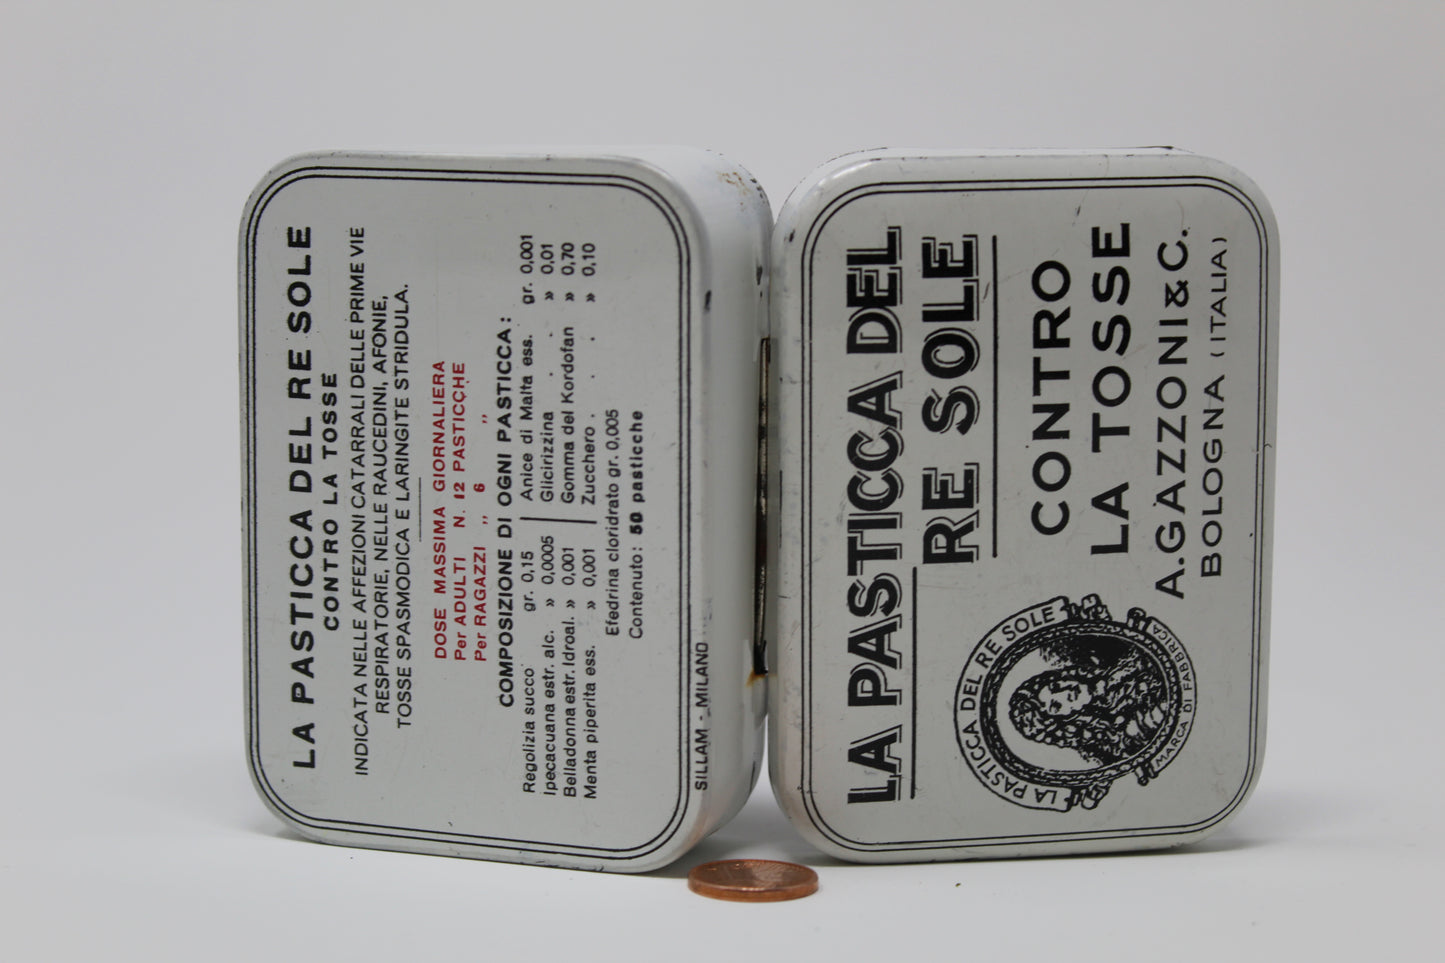 LA PASTICCA DEL RE SOLE
CONTRO LA TOSSE
INDICATA NELLE AFFEZIONI CATARRALI DELLE PRIME VIE
RESPIRATORIE, NELLE RAUCEDINI, AFONIE,
TOSSE SPASMODICA E LARINGITE STRIDULA.
DOSE MASSIMA GIORNALIERA
Per ADULTI N. 12 PASTICCHE
Per RAGAZZI ,, 6 ,,
COMPOSIZIONE DI OGNI PASTICCA:
Regolizia succo gr. 0,15 Anice di Malta ess. gr. 0,001
Ipecacuana estr. alc. » 0,0005 Glicirizzina . . » 0,01
Belladonna estr. Idroal. » 0,001 Gomma del Kordofan » 0,70
Menta piperita ess. » 0,001 Zucchero . . . » 0,10
Efedrina cloridrato gr. 0,005
Contenuto: 50 pasticche
SILLAM - MILANO
LA PASTICCA DEL
RE SOLE
CONTRO
LA TOSSE
A. GAZZONI & C.
BOLOGNA (ITALIA)
LA PASTICCA DEL RE SOLE
MARCA DI FABBRICA